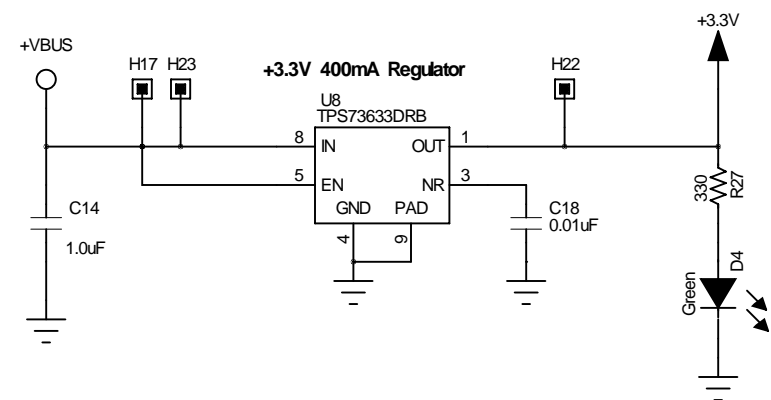 +3.3V
+VBUS
H17 H23
+3.3V 400mA Regulator
H22
U8
TPS73633DRB
8 IN
OUT 1
5 EN
NR 3
GND PAD
4
9
C14
1.0uF
C18
0.01uF
330
R27
Green
D4